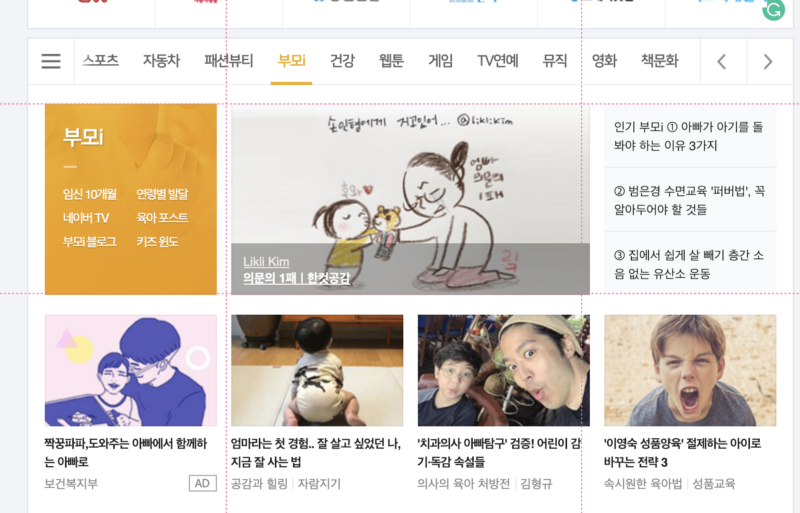 스포츠 자동차 패션뷰티 부모i 건강 웹툰 게임 TV연예 뮤직 영화 책문화
부모i
임신 10개월 연령별 발달
네이버 TV 육아 포스트
부모i 블로그 키즈 윈도
손인형에게 지고있어... @likli.kim
엄마
의문의
1패
Likli Kim
의문의 1패 | 한컷공감
인기 부모i ① 아빠가 아기를 돌
봐야 하는 이유 3가지
② 범은경 수면교육 '퍼버법', 꼭
알아두어야 할 것들
③ 집에서 쉽게 살 빼기 층간 소
음 없는 유산소 운동
짝꿍파파,도와주는 아빠에서 함께하
는 아빠로
보건복지부 AD
엄마라는 첫 경험.. 잘 살고 싶었던 나,
지금 잘 사는 법
공감과 힐링 | 자람지기
'치과의사 아빠탐구' 검증! 어린이 감
기·독감 속설들
의사의 육아 처방전 | 김형규
'이영숙 성품양육' 절제하는 아이로
바꾸는 전략 3
속시원한 육아법 | 성품교육